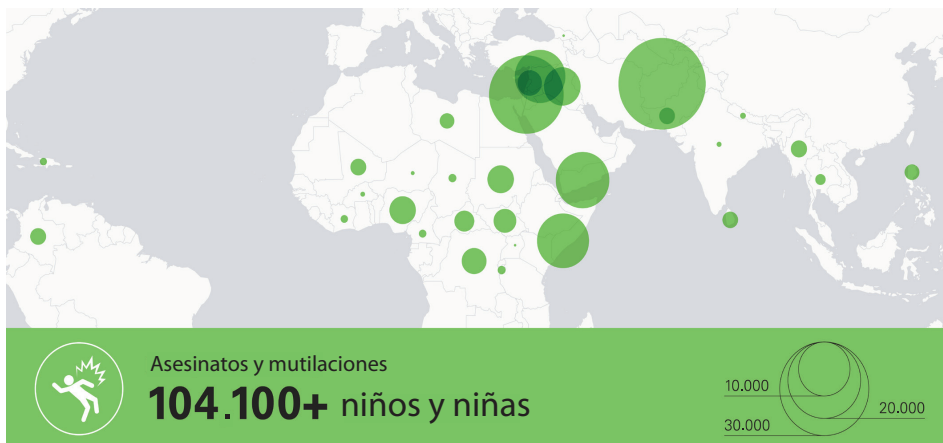 Asesinatos y mutilaciones
104.100+ niños y niñas
10.000
20.000
30.000